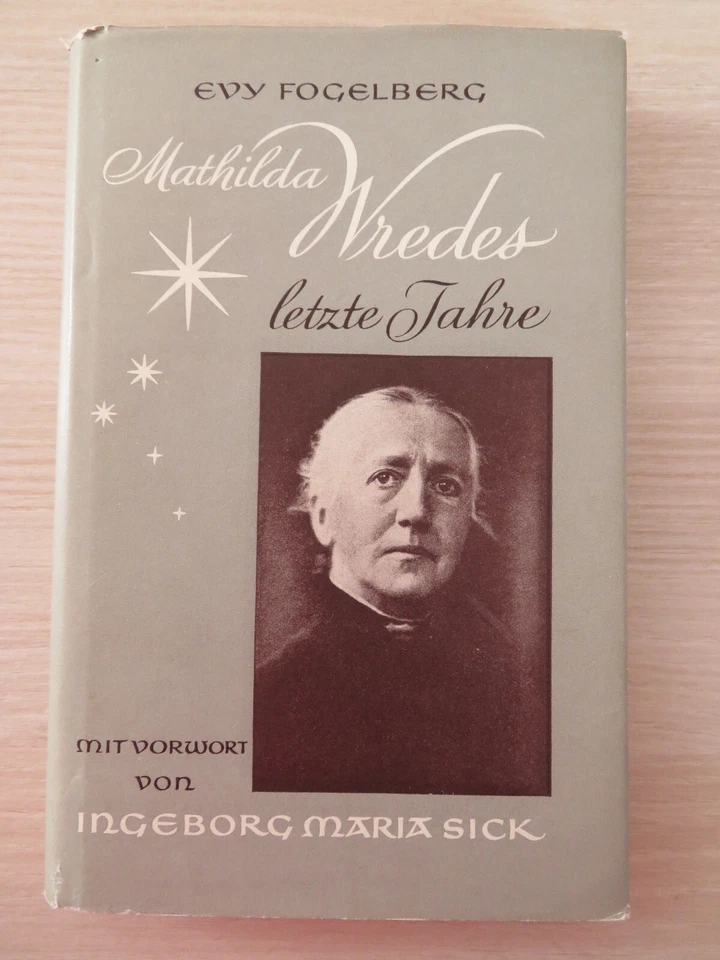 EVY FOGELBERG
Mathilda
Wredes
letzte Jahre
MIT VORWORT
VON
INGEBORG MARIA SICK